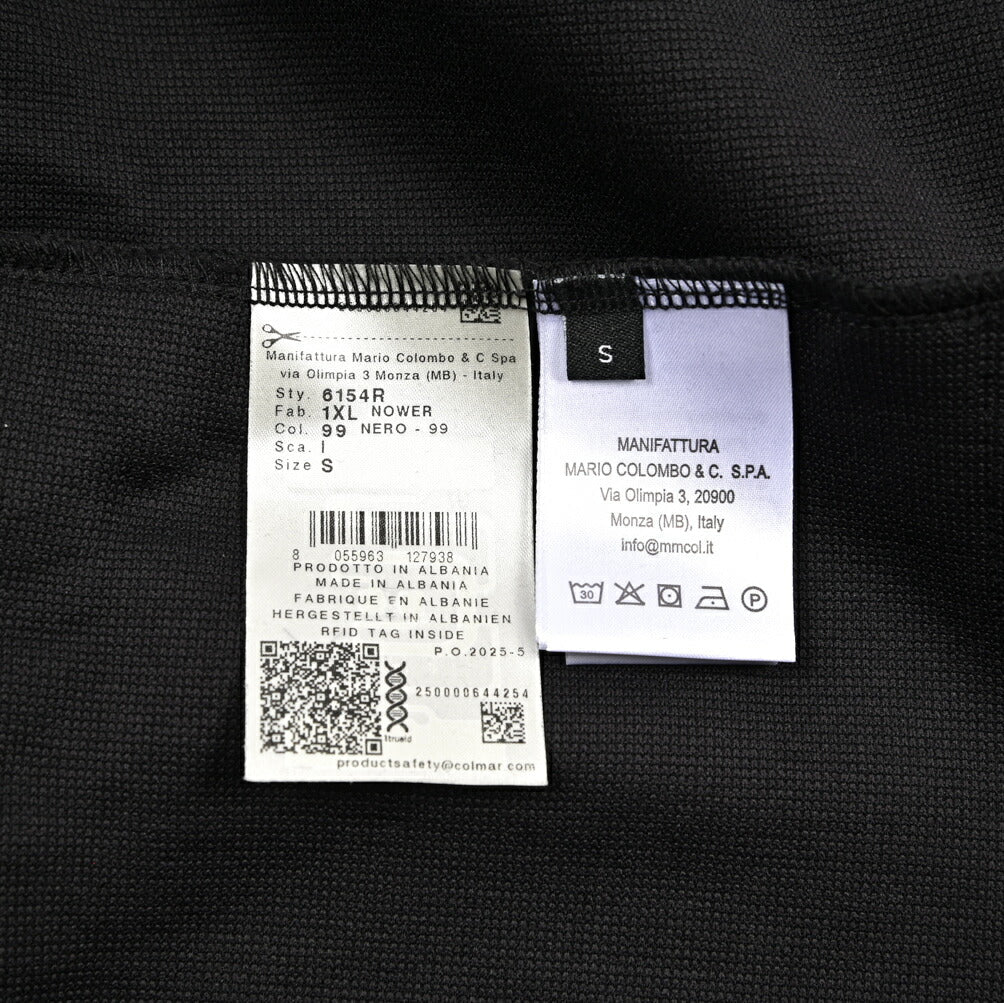 Manifattura Mario Colombo & C Spa
via Olimpia 3 Monza (MB) - Italy
Sty. 6154R
Fab. 1XL NOWER
Col. 99 NERO - 99
Sca. I
Size S
8 055963 127938
PRODOTTO IN ALBANIA
MADE IN ALBANIA
FABRIQUE EN ALBANIE
HERGESTELLT IN ALBANIEN
RFID TAG INSIDE
P.O.2025-5
250000644254
1trueid
productsafety@colmar.com
S
MANIFATTURA
MARIO COLOMBO & C. S.P.A.
Via Olimpia 3, 20900
Monza (MB), Italy
info@mmcol.it
30
P